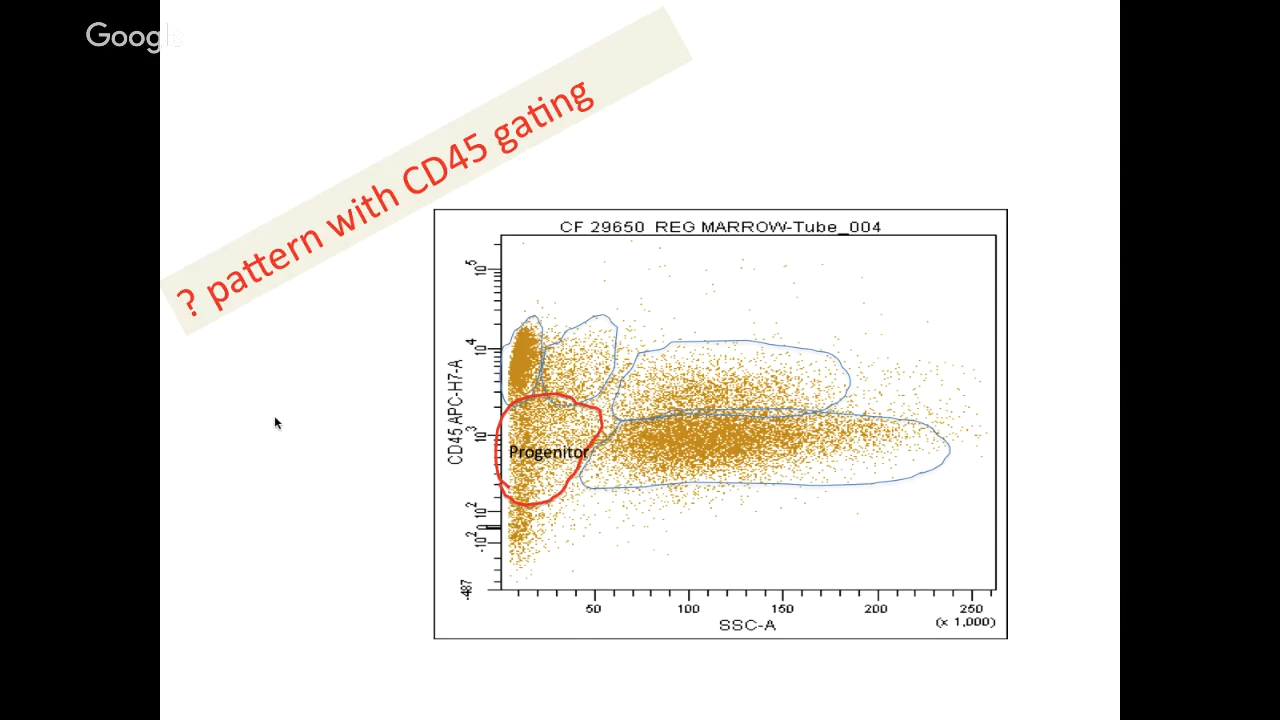 Google
? pattern with CD45 gating
CF 29650 REG MARROW-Tube_004
CD45 APC-H7-A
10^5
10^4
10^3
10^2
0
-10^2
-487
Progenitor
50 100 150 200 250
SSC-A (x 1,000)